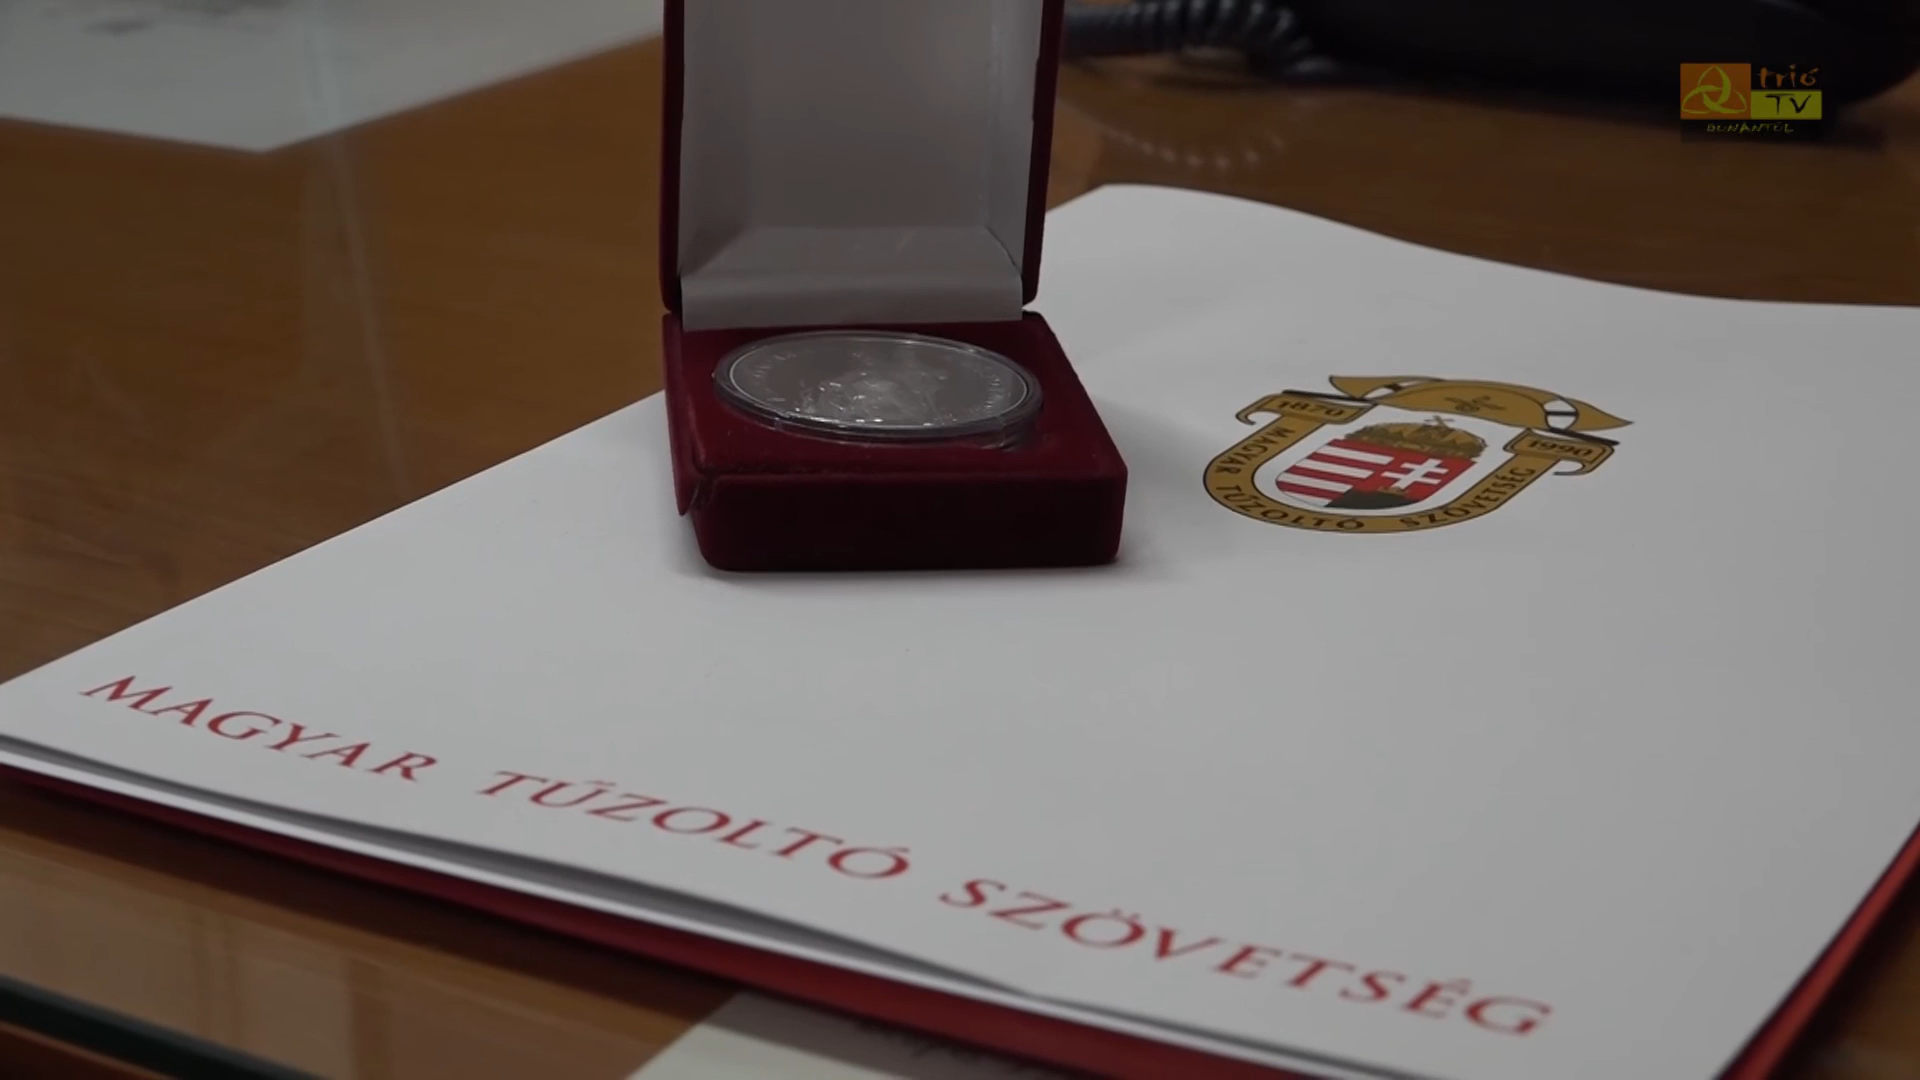 trió
TV
DUNÁNTÚL
1870
1990
MAGYAR TŰZOLTÓ SZÖVETSÉG
MAGYAR TŰZOLTÓ SZÖVETSÉG